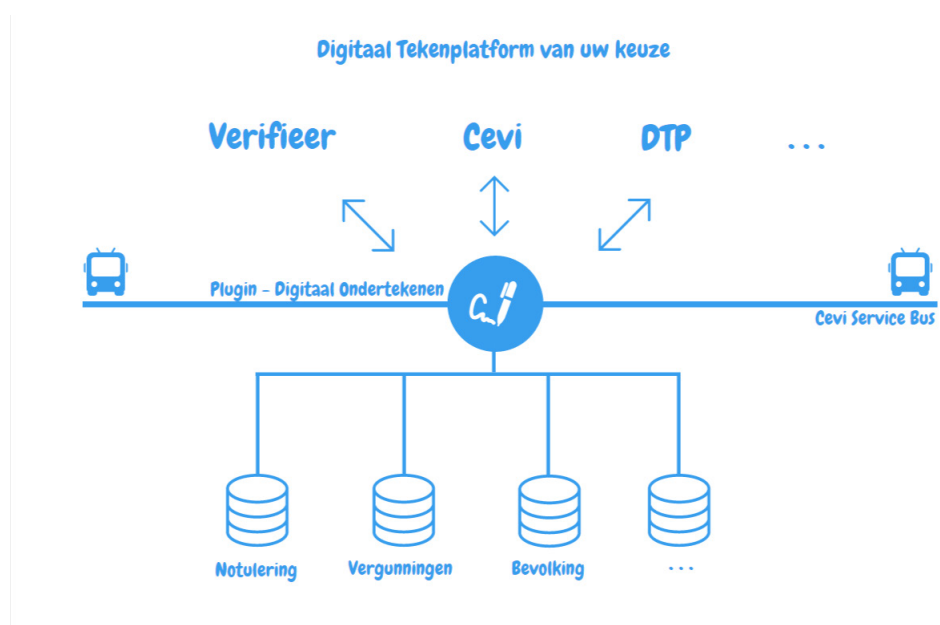 Digitaal Tekenplatform van uw keuze
Verifieer Cevi DTP ...
Plugin - Digitaal Ondertekenen
Cevi Service Bus
Notulering Vergunningen Bevolking ...